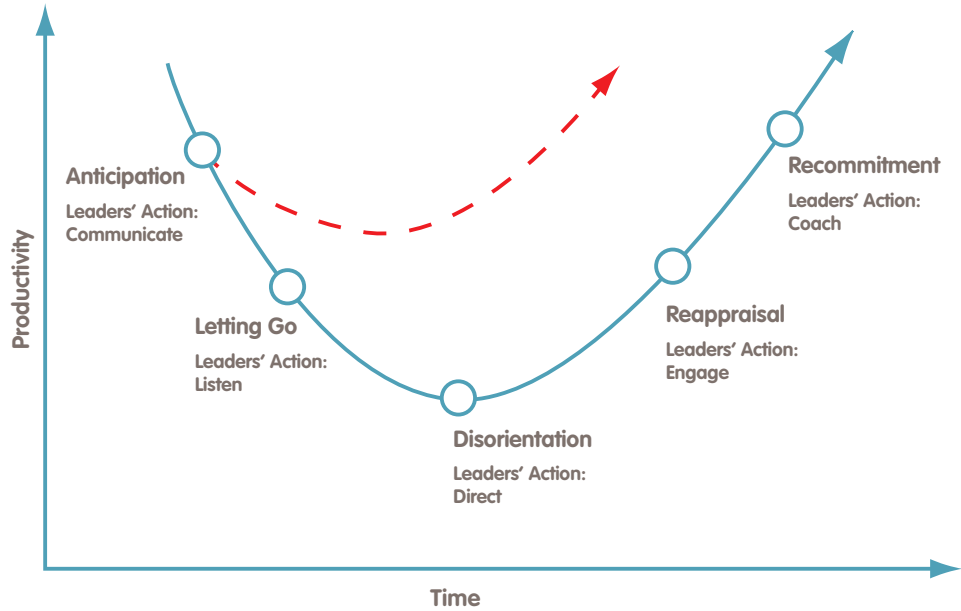 Productivity
Anticipation
Leaders’ Action:
Communicate
Letting Go
Leaders’ Action:
Listen
Disorientation
Leaders’ Action:
Direct
Reappraisal
Leaders’ Action:
Engage
Recommitment
Leaders’ Action:
Coach
Time